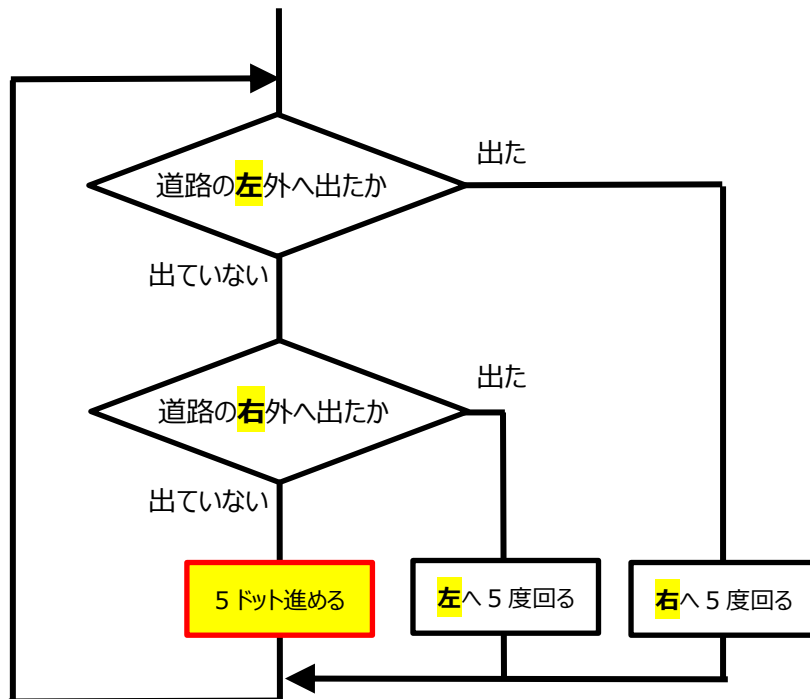 出た
道路の左外へ出たか
出ていない
出た
道路の右外へ出たか
出ていない
5 ドット進める
左へ 5 度回る
右へ 5 度回る